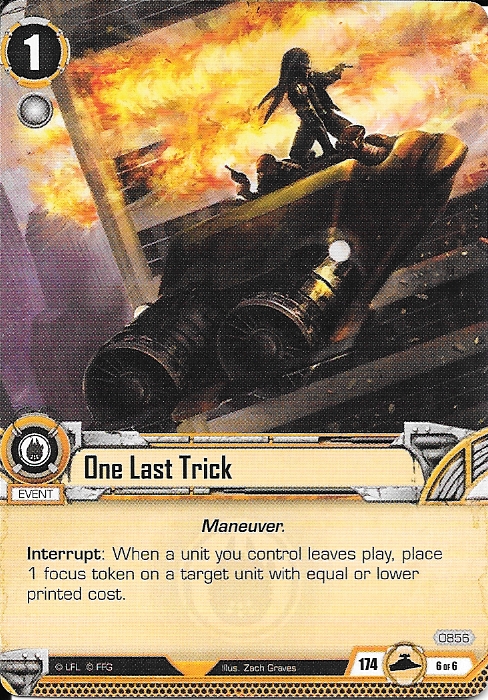 1
One Last Trick
EVENT
Maneuver.
Interrupt: When a unit you control leaves play, place
1 focus token on a target unit with equal or lower
printed cost.
0856
© LFL © FFG
Illus. Zach Graves
174
6 OF 6